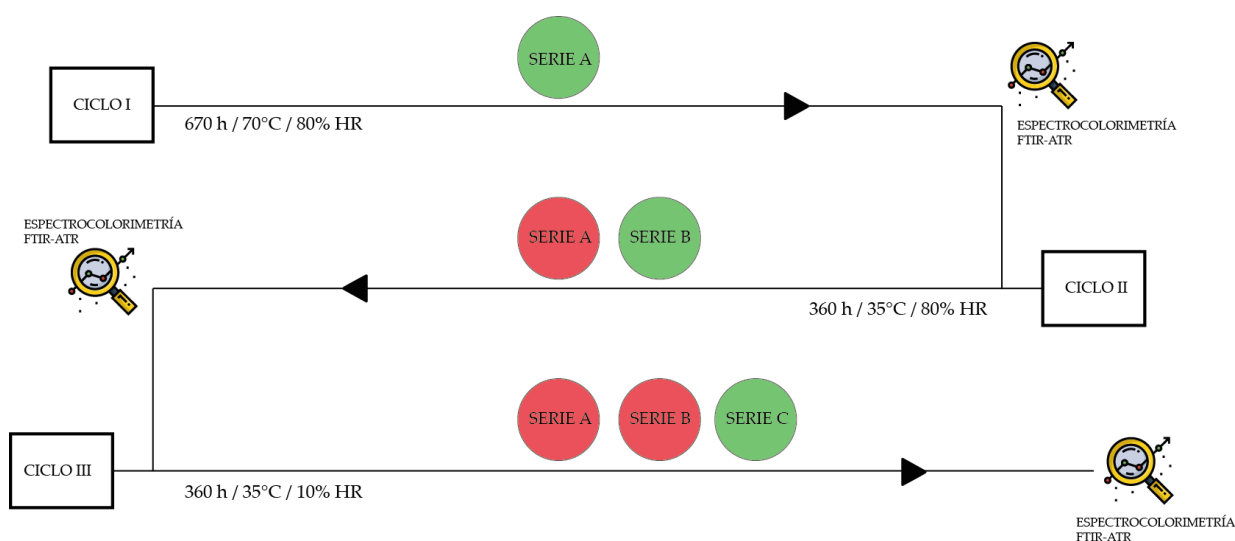 SERIE A
CICLO I
670 h / 70°C / 80% HR
ESPECTROCOLORIMETRÍA
FTIR-ATR
ESPECTROCOLORIMETRÍA
FTIR-ATR
SERIE A
SERIE B
CICLO II
360 h / 35°C / 80% HR
SERIE A
SERIE B
SERIE C
CICLO III
360 h / 35°C / 10% HR
ESPECTROCOLORIMETRÍA
FTIR-ATR